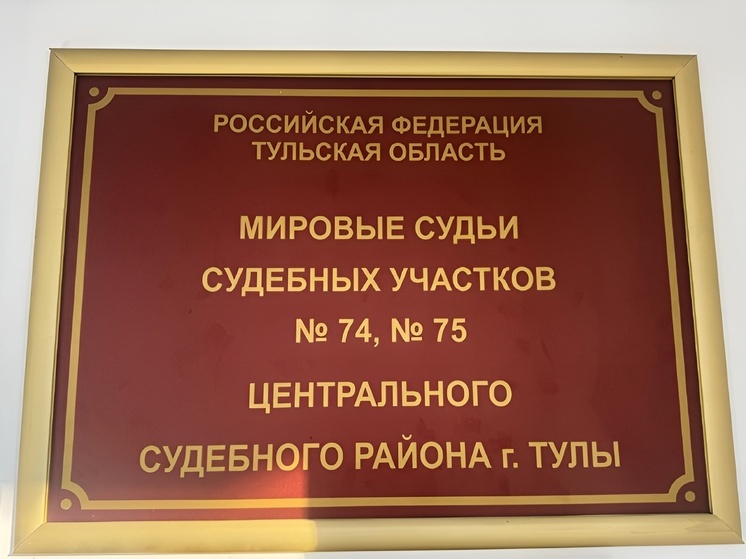 РОССИЙСКАЯ ФЕДЕРАЦИЯ
ТУЛЬСКАЯ ОБЛАСТЬ
МИРОВЫЕ СУДЬИ
СУДЕБНЫХ УЧАСТКОВ
№ 74, № 75
ЦЕНТРАЛЬНОГО
СУДЕБНОГО РАЙОНА г. ТУЛЫ